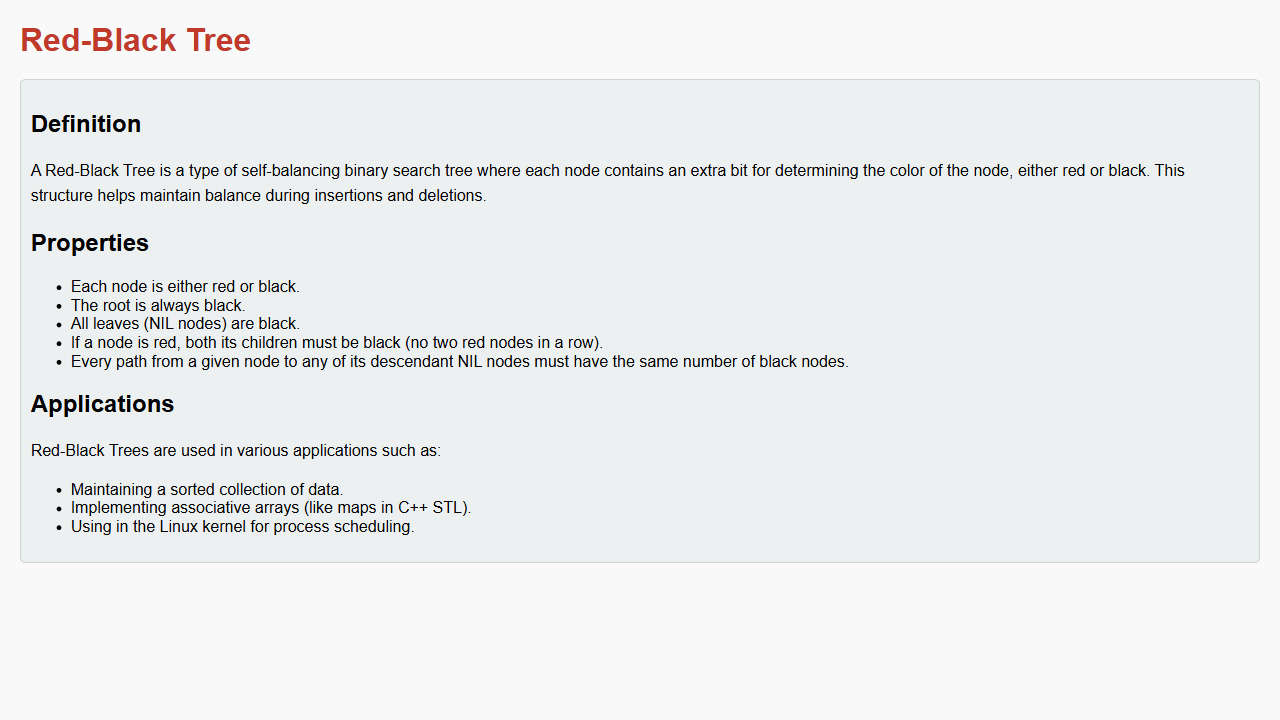 Red-Black Tree
Definition
A Red-Black Tree is a type of self-balancing binary search tree where each node contains an extra bit for determining the color of the node, either red or black. This
structure helps maintain balance during insertions and deletions.
Properties
• Each node is either red or black.
• The root is always black.
• All leaves (NIL nodes) are black.
• If a node is red, both its children must be black (no two red nodes in a row).
• Every path from a given node to any of its descendant NIL nodes must have the same number of black nodes.
Applications
Red-Black Trees are used in various applications such as:
• Maintaining a sorted collection of data.
• Implementing associative arrays (like maps in C++ STL).
• Using in the Linux kernel for process scheduling.